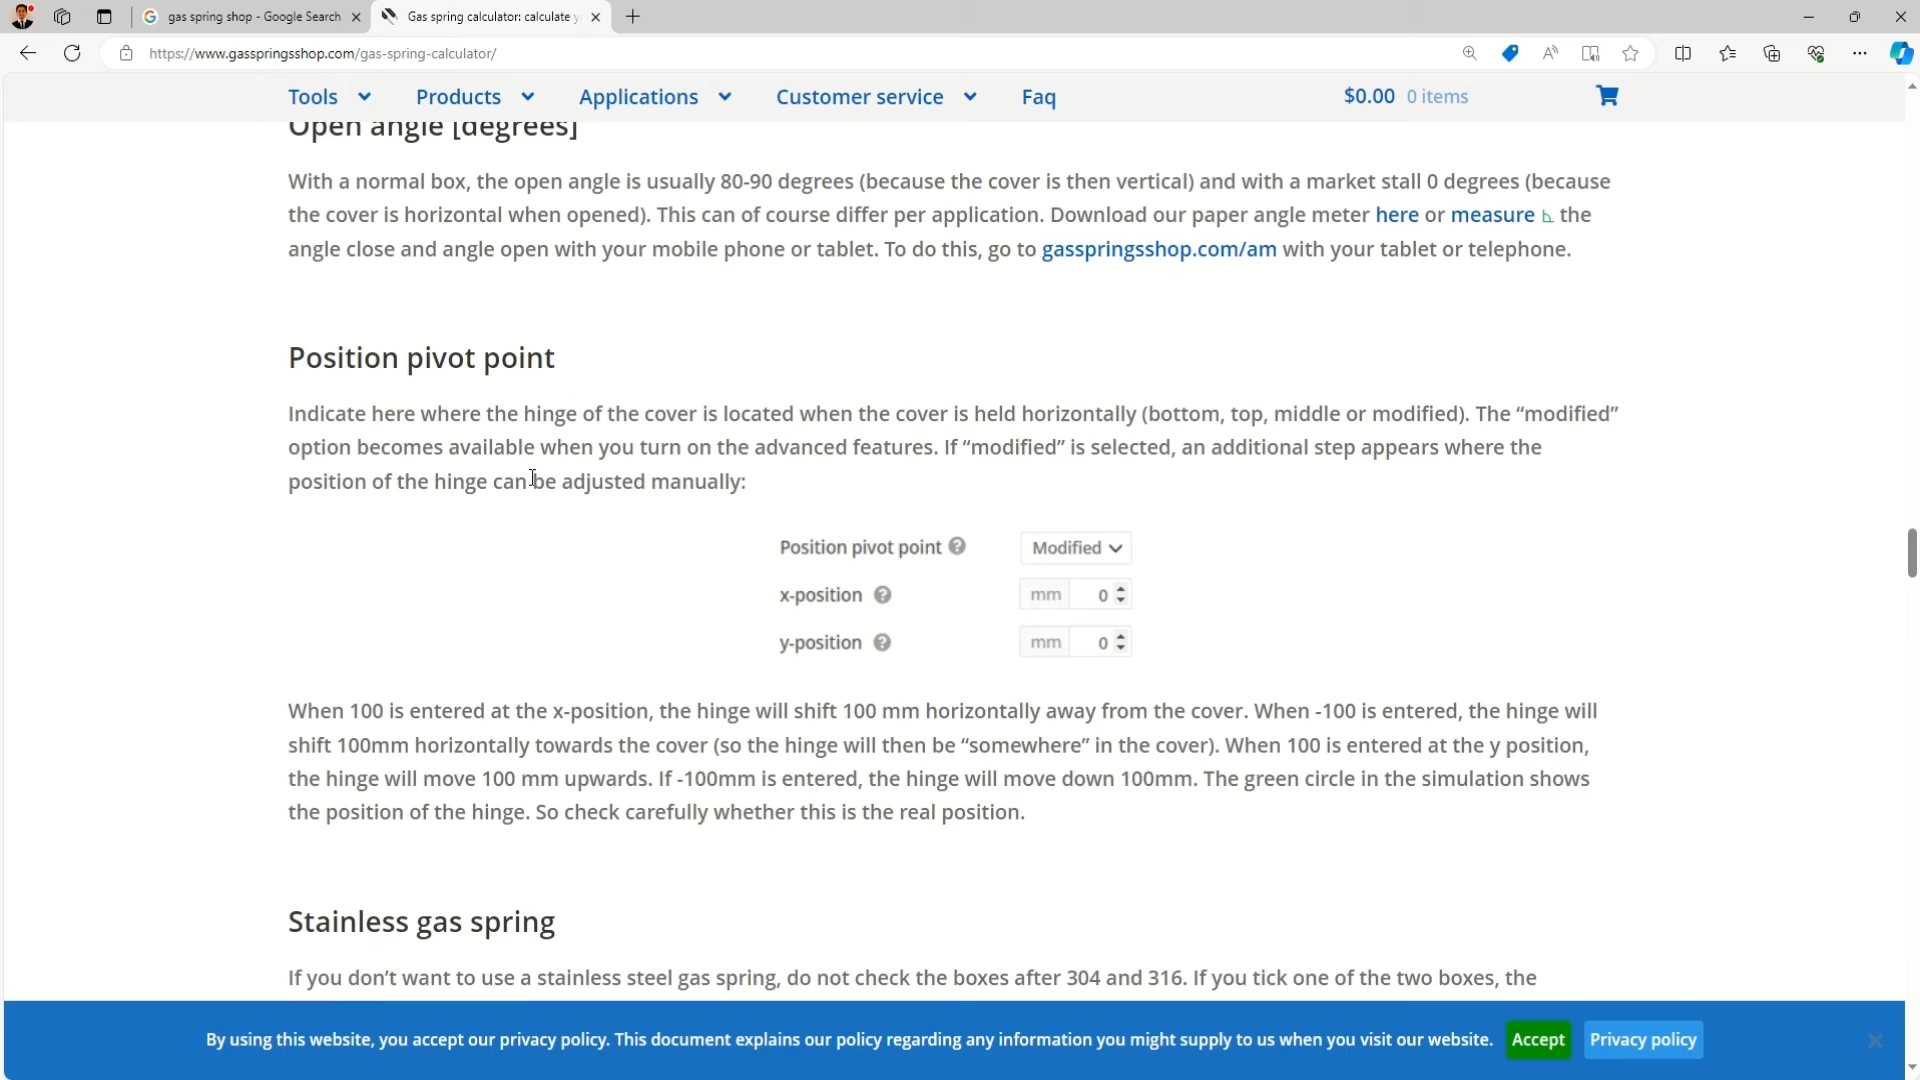 gas spring shop - Google Search
Gas spring calculator: calculate y
https://www.gasspringsshop.com/gas-spring-calculator/
Tools Products Applications Customer service Faq $0.00 0 items
Open angle [degrees]
With a normal box, the open angle is usually 80-90 degrees (because the cover is then vertical) and with a market stall 0 degrees (because
the cover is horizontal when opened). This can of course differ per application. Download our paper angle meter here or measure the
angle close and angle open with your mobile phone or tablet. To do this, go to gasspringsshop.com/am with your tablet or telephone.
Position pivot point
Indicate here where the hinge of the cover is located when the cover is held horizontally (bottom, top, middle or modified). The “modified”
option becomes available when you turn on the advanced features. If “modified” is selected, an additional step appears where the
position of the hinge can be adjusted manually:
Position pivot point ? Modified
x-position ? mm 0
y-position ? mm 0
When 100 is entered at the x-position, the hinge will shift 100 mm horizontally away from the cover. When -100 is entered, the hinge will
shift 100mm horizontally towards the cover (so the hinge will then be “somewhere” in the cover). When 100 is entered at the y position,
the hinge will move 100 mm upwards. If -100mm is entered, the hinge will move down 100mm. The green circle in the simulation shows
the position of the hinge. So check carefully whether this is the real position.
Stainless gas spring
If you don’t want to use a stainless steel gas spring, do not check the boxes after 304 and 316. If you tick one of the two boxes, the
By using this website, you accept our privacy policy. This document explains our policy regarding any information you might supply to us when you visit our website. Accept Privacy policy